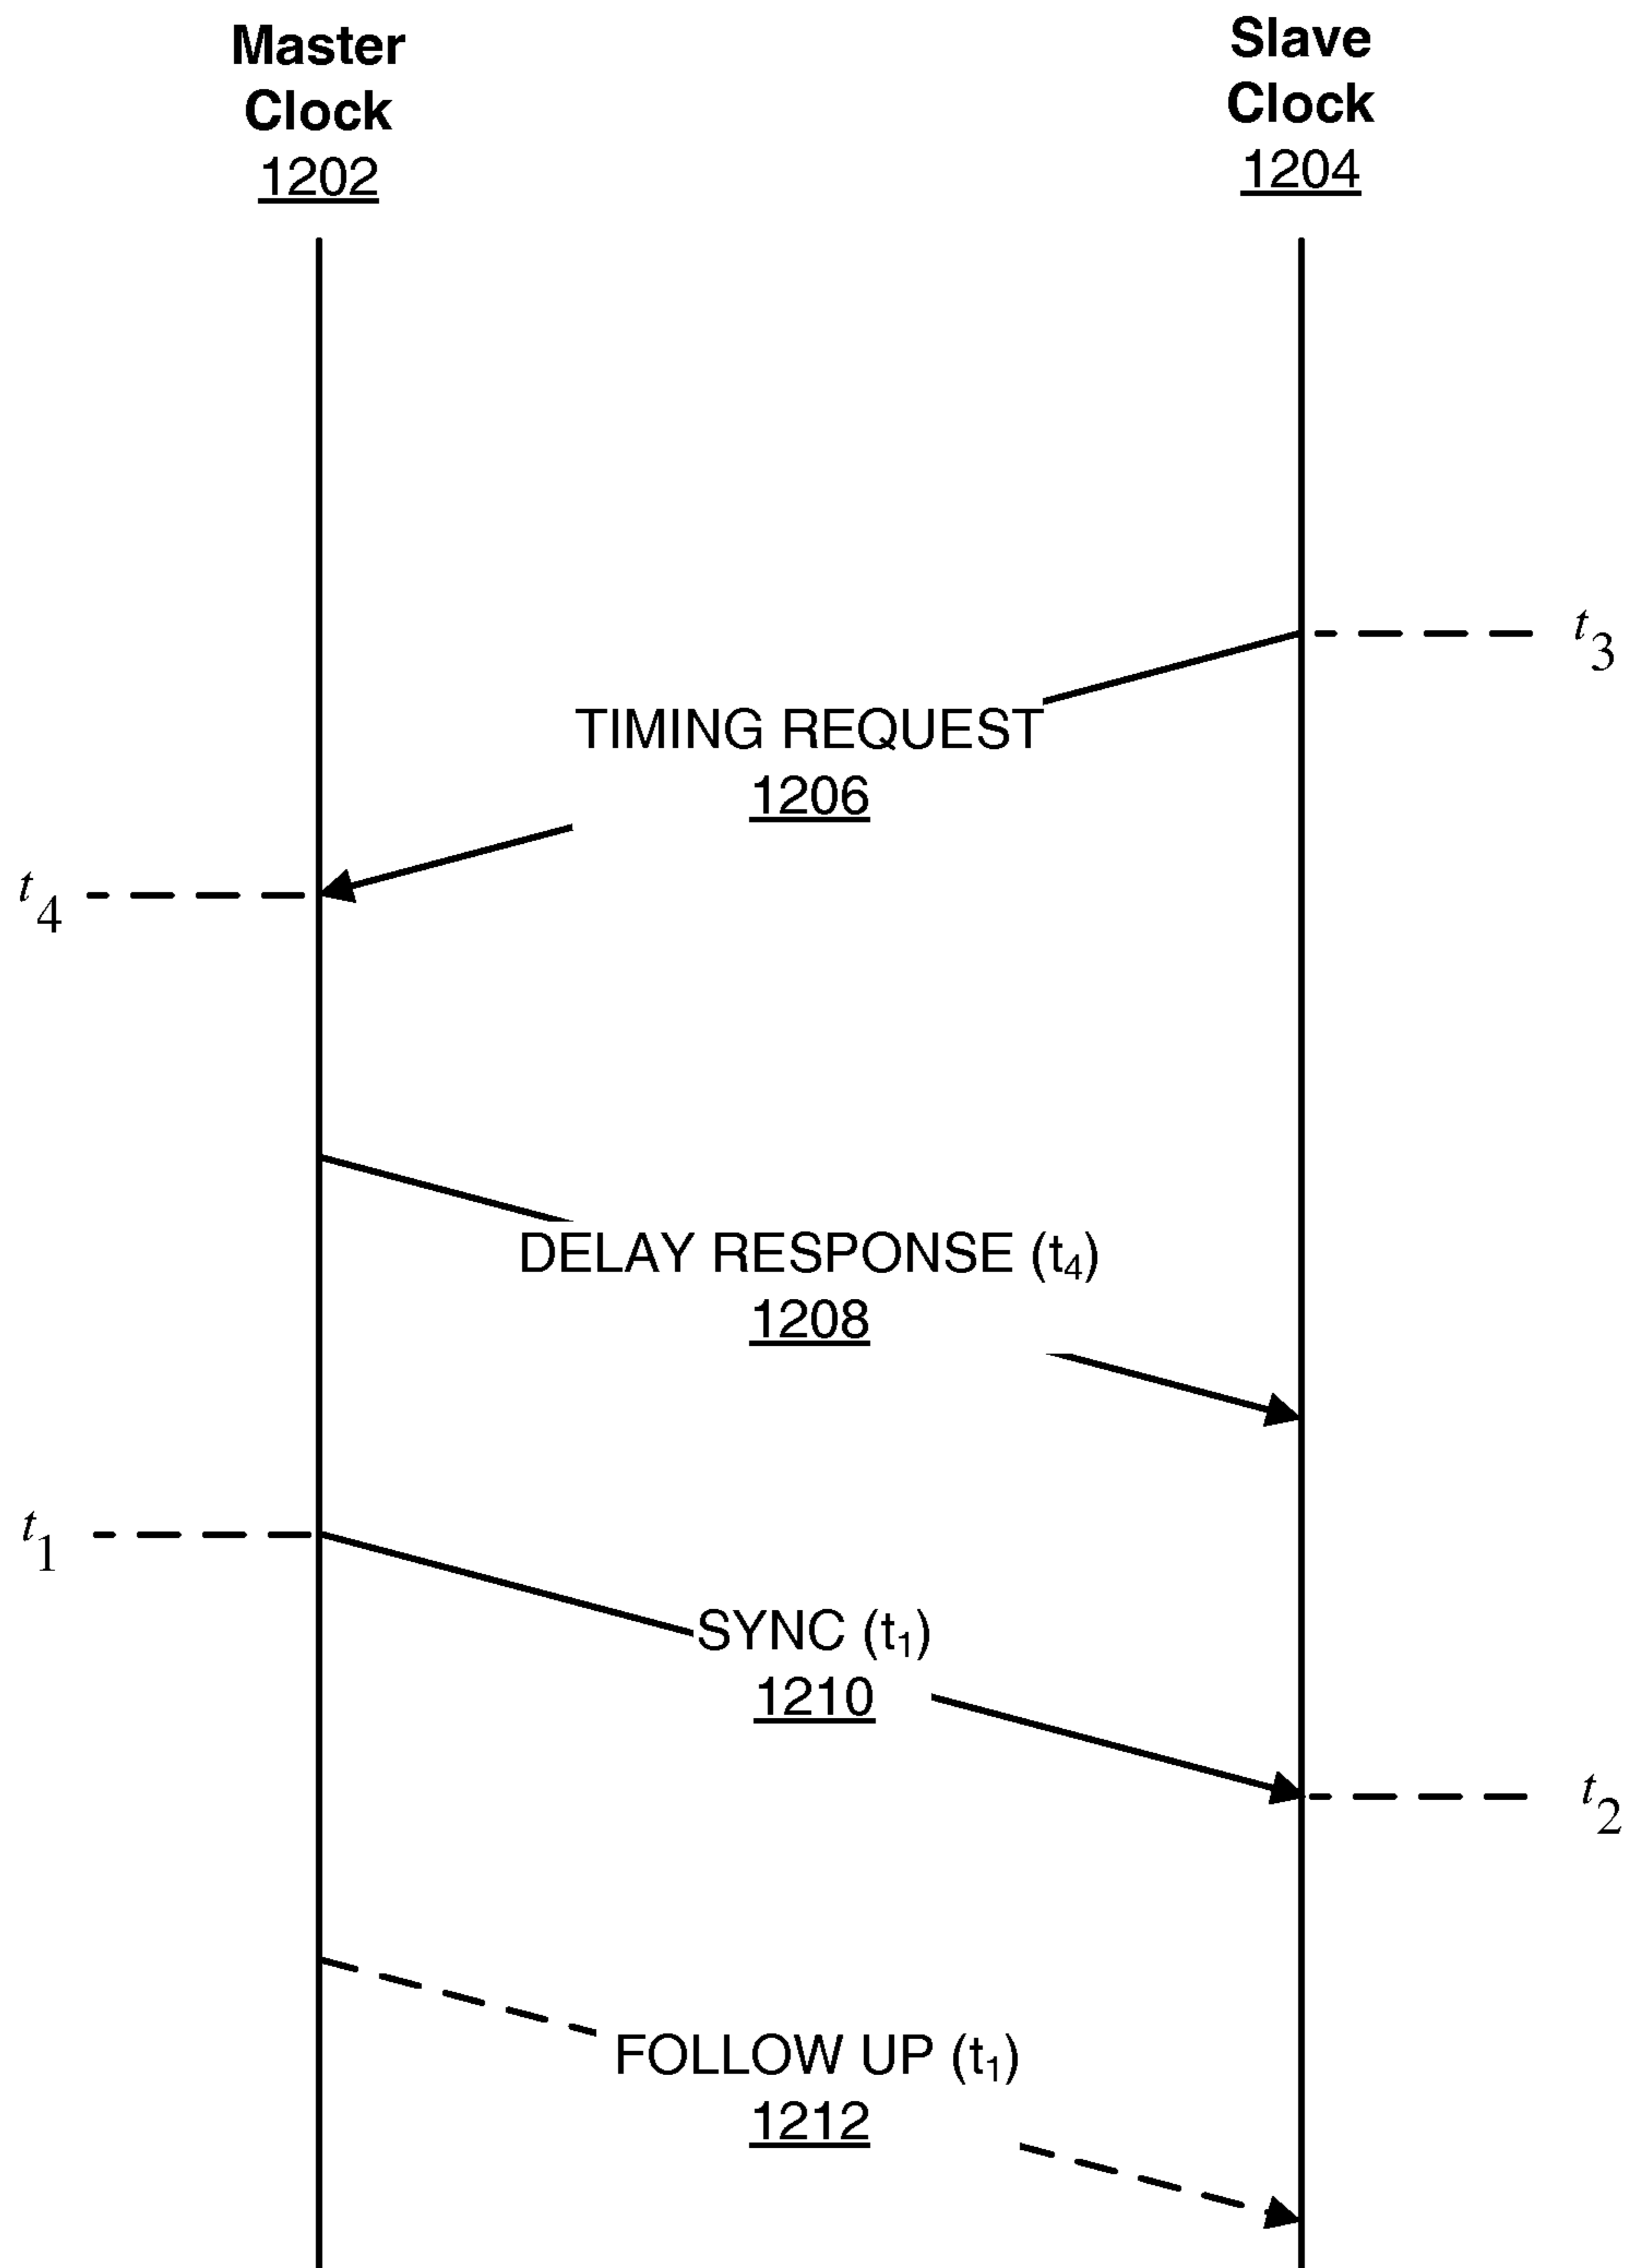 Master
Clock
1202
Slave
Clock
1204
t3
TIMING REQUEST
1206
t4
DELAY RESPONSE (t4)
1208
t1
SYNC (t1)
1210
t2
FOLLOW UP (t1)
1212